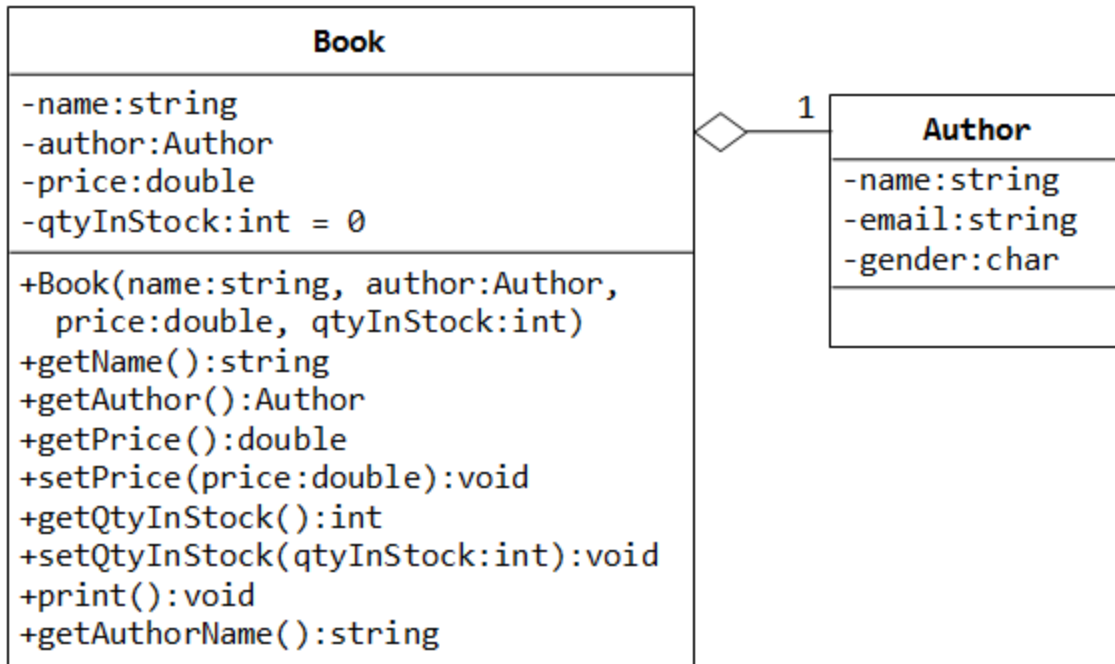 Book
-name:string
-author:Author
-price:double
-qtyInStock:int = 0
+Book(name:string, author:Author,
price:double, qtyInStock:int)
+getName():string
+getAuthor():Author
+getPrice():double
+setPrice(price:double):void
+getQtyInStock():int
+setQtyInStock(qtyInStock:int):void
+print():void
+getAuthorName():string
1
Author
-name:string
-email:string
-gender:char